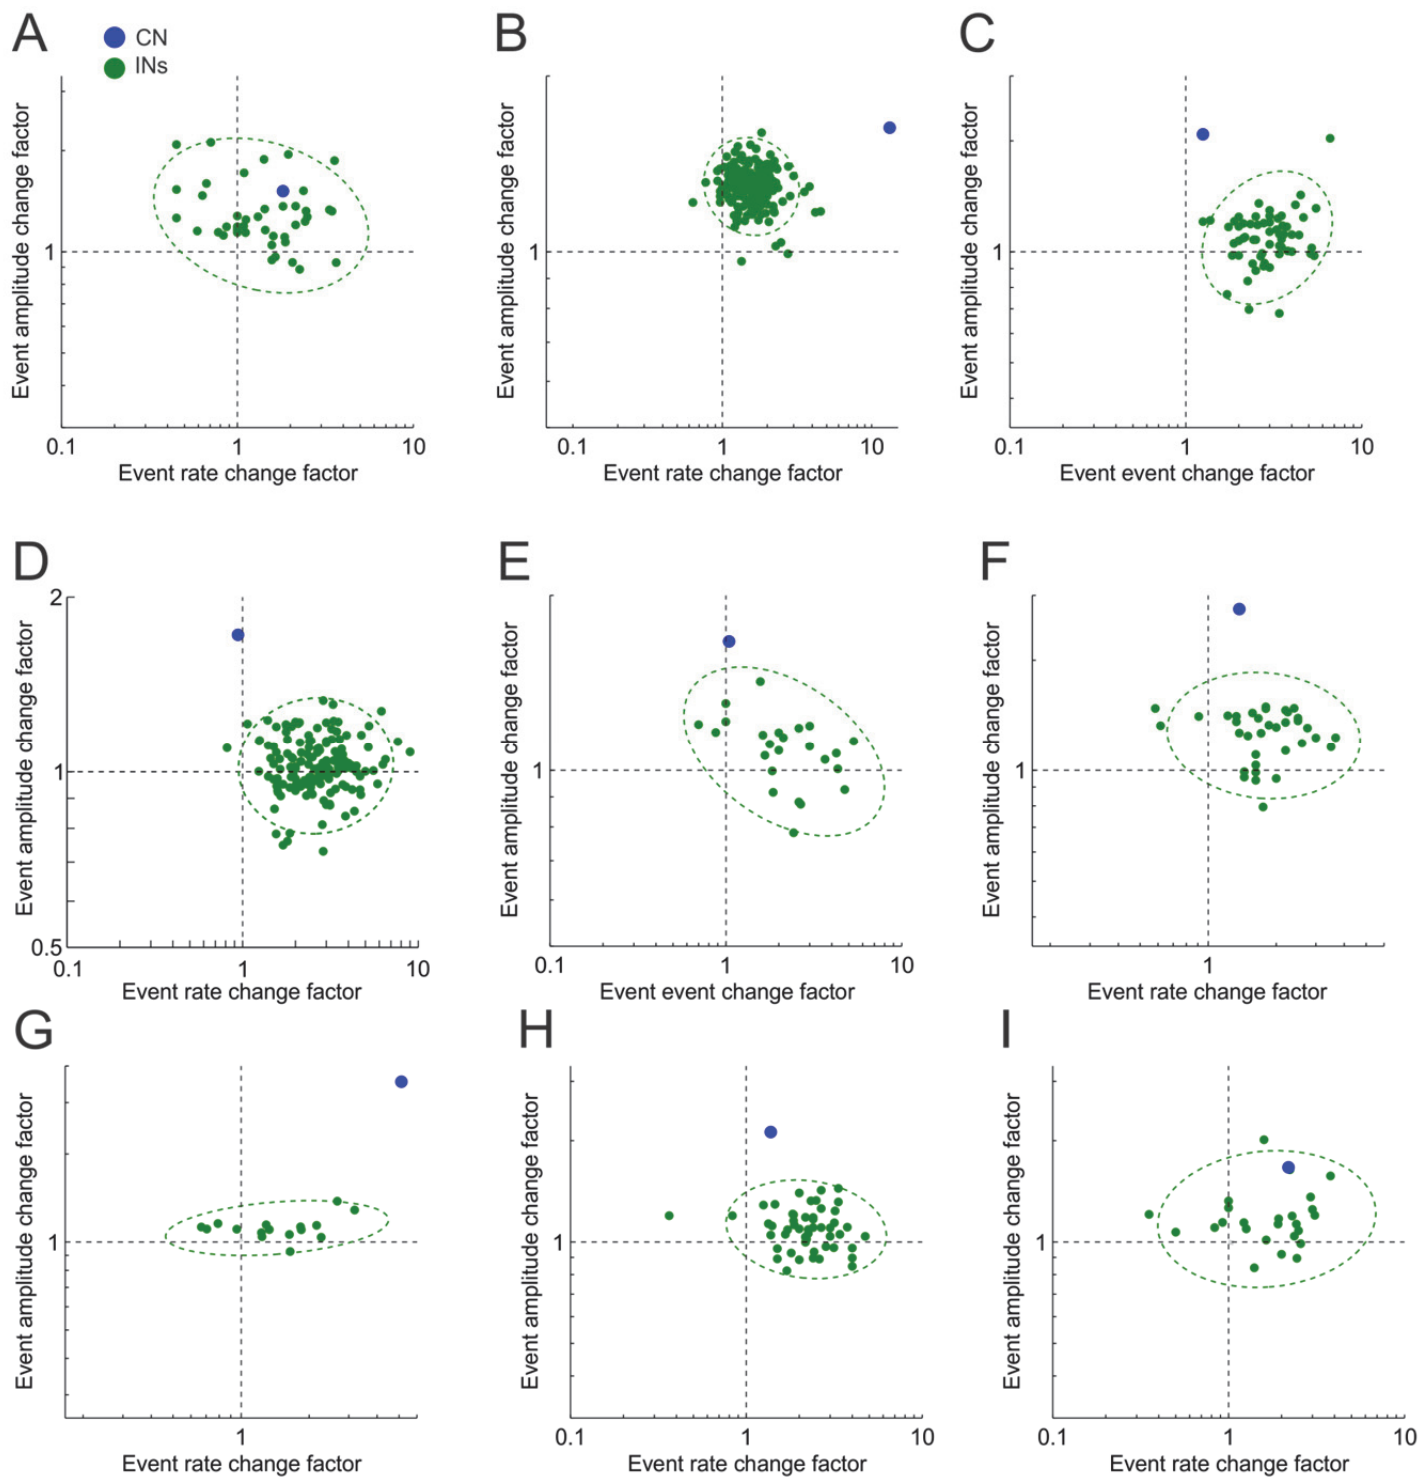 A
CN
INs
Event amplitude change factor
1
0.1
1
10
Event rate change factor
B
Event amplitude change factor
1
0.1
1
10
Event rate change factor
C
Event amplitude change factor
1
0.1
1
10
Event event change factor
D
Event amplitude change factor
2
1
0.5
0.1
1
10
Event rate change factor
E
Event amplitude change factor
1
0.1
1
10
Event event change factor
F
Event amplitude change factor
1
1
Event rate change factor
G
Event amplitude change factor
1
1
Event rate change factor
H
Event amplitude change factor
1
0.1
1
10
Event rate change factor
I
Event amplitude change factor
1
0.1
1
10
Event rate change factor